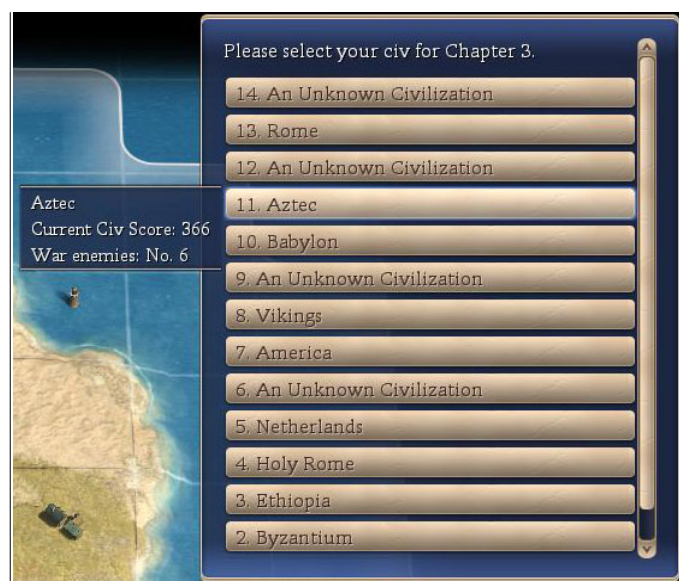 Please select your civ for Chapter 3.
14. An Unknown Civilization
13. Rome
12. An Unknown Civilization
11. Aztec
10. Babylon
9. An Unknown Civilization
8. Vikings
7. America
6. An Unknown Civilization
5. Netherlands
4. Holy Rome
3. Ethiopia
2. Byzantium
Aztec
Current Civ Score: 366
War enemies: No. 6